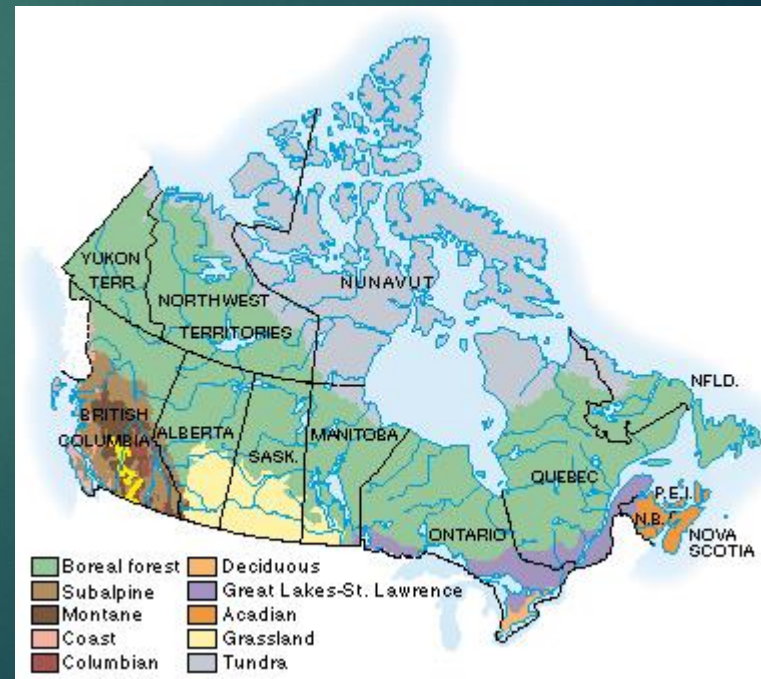 YUKON
TERR.
NORTHWEST
TERRITORIES
NUNAVUT
BRITISH
COLUMBIA
ALBERTA
SASK.
MANITOBA
ONTARIO
QUEBEC
NFLD.
P.E.I.
N.B.
NOVA
SCOTIA
Boreal forest
Subalpine
Montane
Coast
Columbian
Deciduous
Great Lakes-St. Lawrence
Acadian
Grassland
Tundra